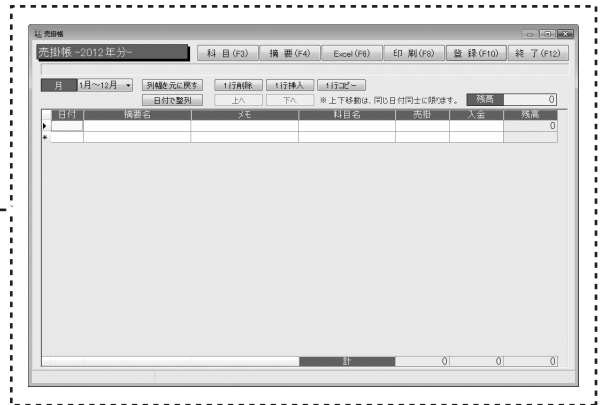 売掛帳
売掛帳 -2012年分-
科 目 (F3)
摘 要 (F4)
Excel (F6)
印 刷 (F8)
登 録 (F10)
終 了 (F12)
月
1月～12月
列幅を元に戻す
1行削除
1行挿入
1行コピー
日付で整列
上へ
下へ
※上下移動は、同じ日付同士に限ります。
残高
0
日付
摘要名
メモ
科目名
売掛
入金
残高
0
計
0
0
0